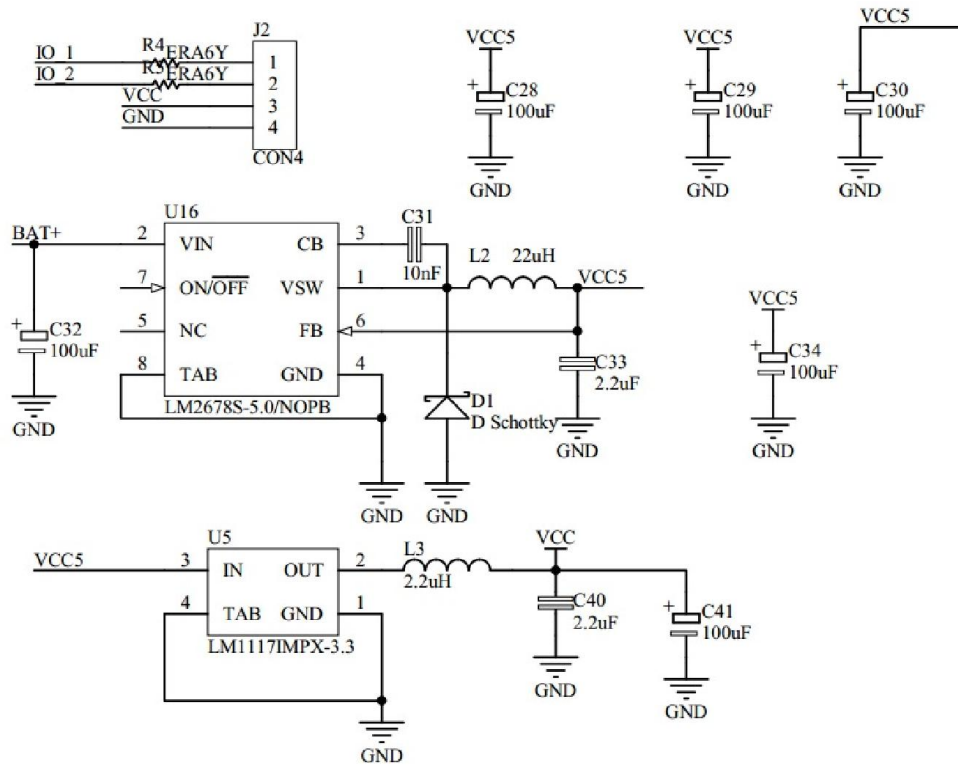 J2
IO_1 R4 ERA6Y 1
IO_2 R5 ERA6Y 2
VCC 3
GND 4
CON4
VCC5
+ C28
100uF
GND
VCC5
+ C29
100uF
GND
VCC5
+ C30
100uF
GND
U16
BAT+ 2 VIN CB 3 C31
10nF
7 ON/OFF VSW 1 L2 22uH VCC5
5 NC FB 6
8 TAB GND 4
LM2678S-5.0/NOPB
+ C32
100uF
GND
C33
2.2uF
GND
D1
D Schottky
GND
GND
VCC5
+ C34
100uF
GND
U5
VCC5 3 IN OUT 2 L3
2.2uH
VCC
4 TAB GND 1
LM1117IMPX-3.3
C40
2.2uF
GND
+ C41
100uF
GND
GND